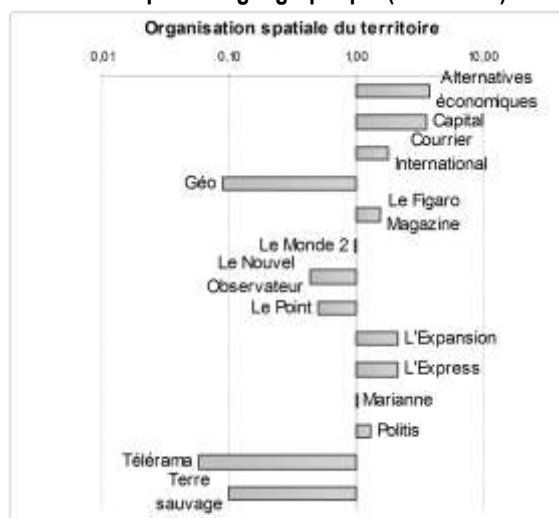 Organisation spatiale du territoire
0,01 0,10 1,00 10,00
Alternatives
économiques
Capital
Courrier
International
Géo
Le Figaro
Magazine
Le Monde 2
Le Nouvel
Observateur
Le Point
L'Expansion
L'Express
Marianne
Politis
Télérama
Terre
sauvage